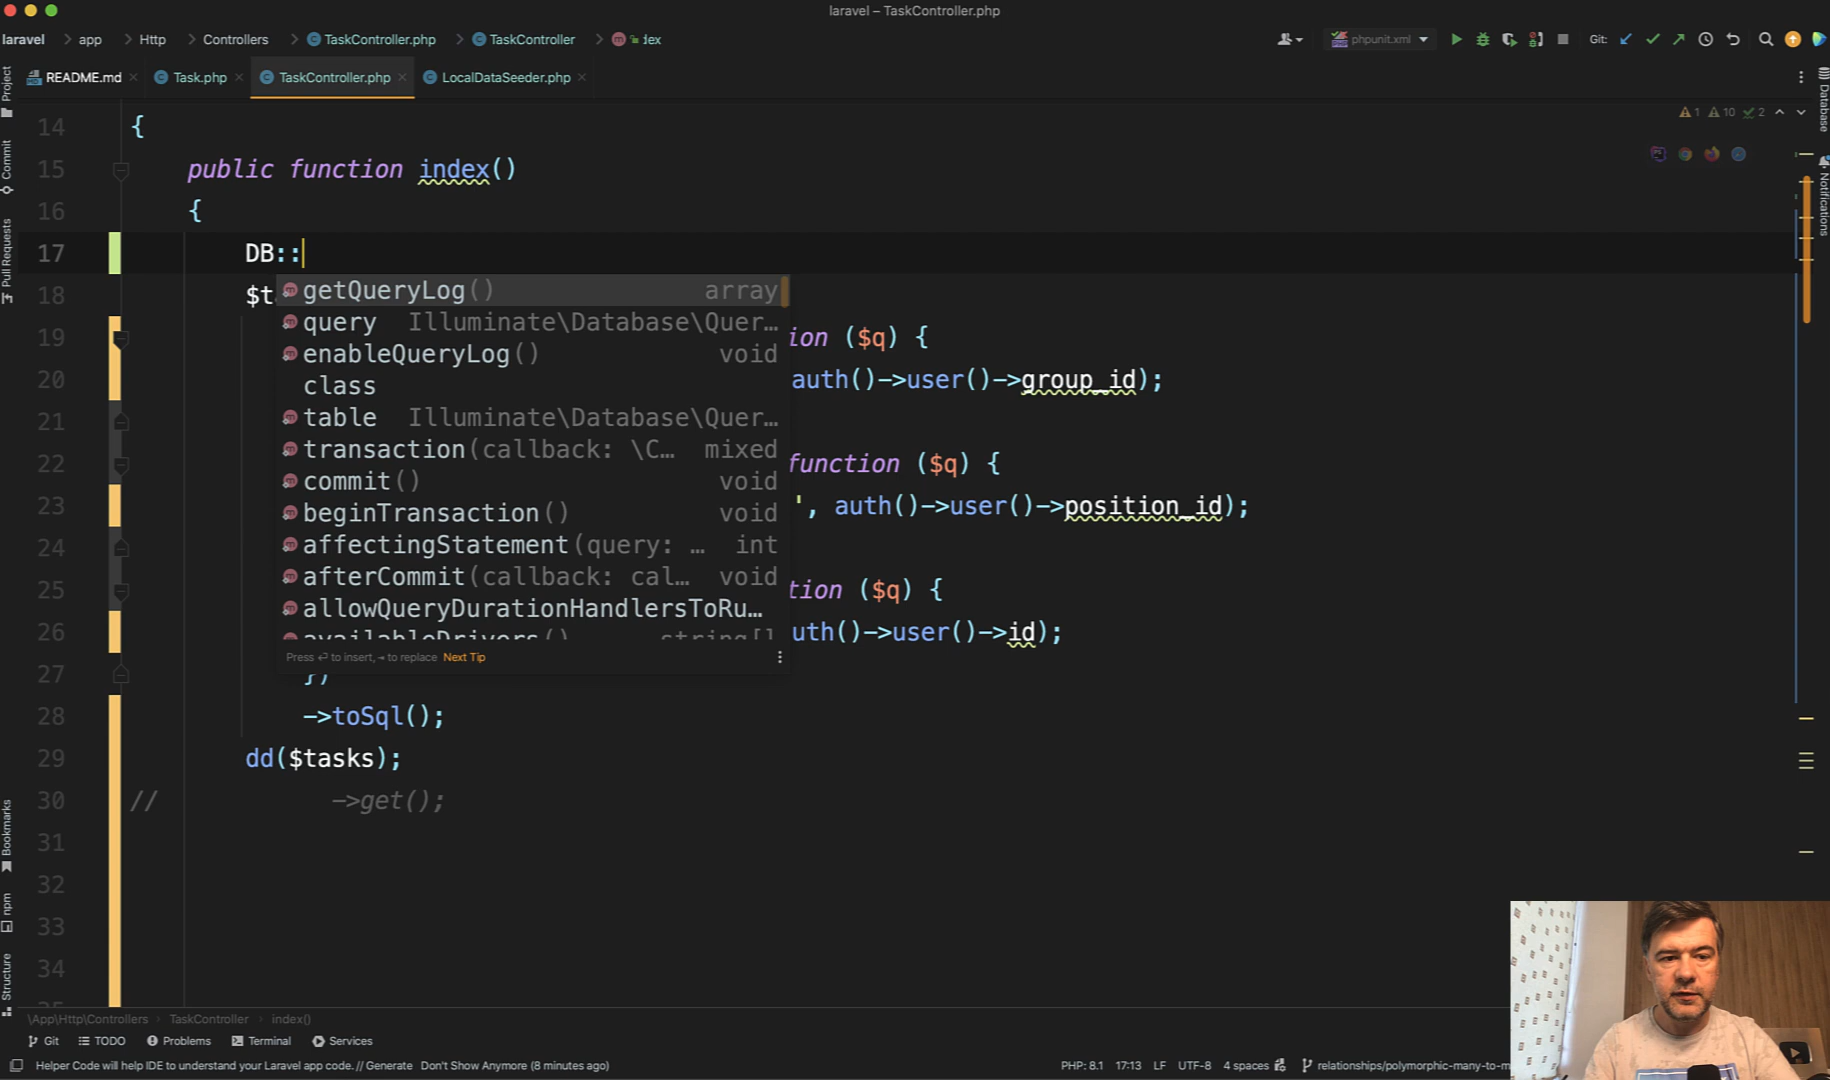 laravel – TaskController.php
laravel app Http Controllers TaskController.php TaskController phpunit.xml Git:
README.md Task.php TaskController.php LocalDataSeeder.php
Project
Commit
Pull Requests
Bookmarks
npm
Structure
Database
Notifications
1 10 2
14 {
15 public function index()
16 {
17 DB::
18 $t
19 ion ($q) {
20 auth()->user()->group_id);
21
22 function ($q) {
23 ', auth()->user()->position_id);
24
25 tion ($q) {
26 uth()->user()->id);
27 })
28 ->toSql();
29 dd($tasks);
30 // ->get();
31
32
33
34
getQueryLog() array
query Illuminate\Database\Quer…
enableQueryLog() void
class
table Illuminate\Database\Quer…
transaction(callback: \C… mixed
commit() void
beginTransaction() void
affectingStatement(query: … int
afterCommit(callback: cal… void
allowQueryDurationHandlersToRu…
availableDrivers() string[]
Press ↵ to insert, to replace Next Tip
\App\Http\Controllers TaskController index()
Git TODO Problems Terminal Services
Helper Code will help IDE to understand your Laravel app code. // Generate Don't Show Anymore (8 minutes ago) PHP: 8.1 17:13 LF UTF-8 4 spaces relationships/polymorphic-many-to-m